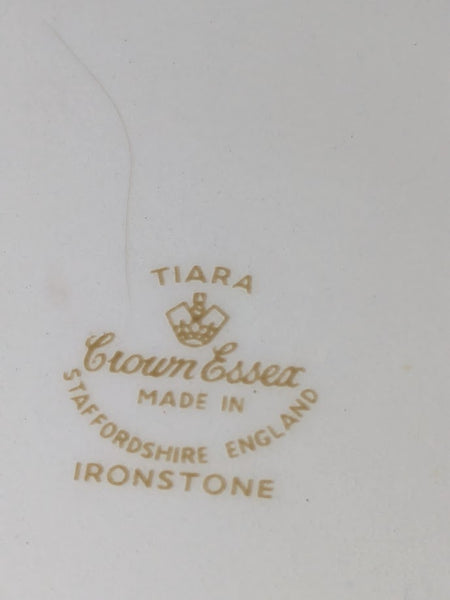 TIARA
Crown Essex
MADE IN
STAFFORDSHIRE ENGLAND
IRONSTONE